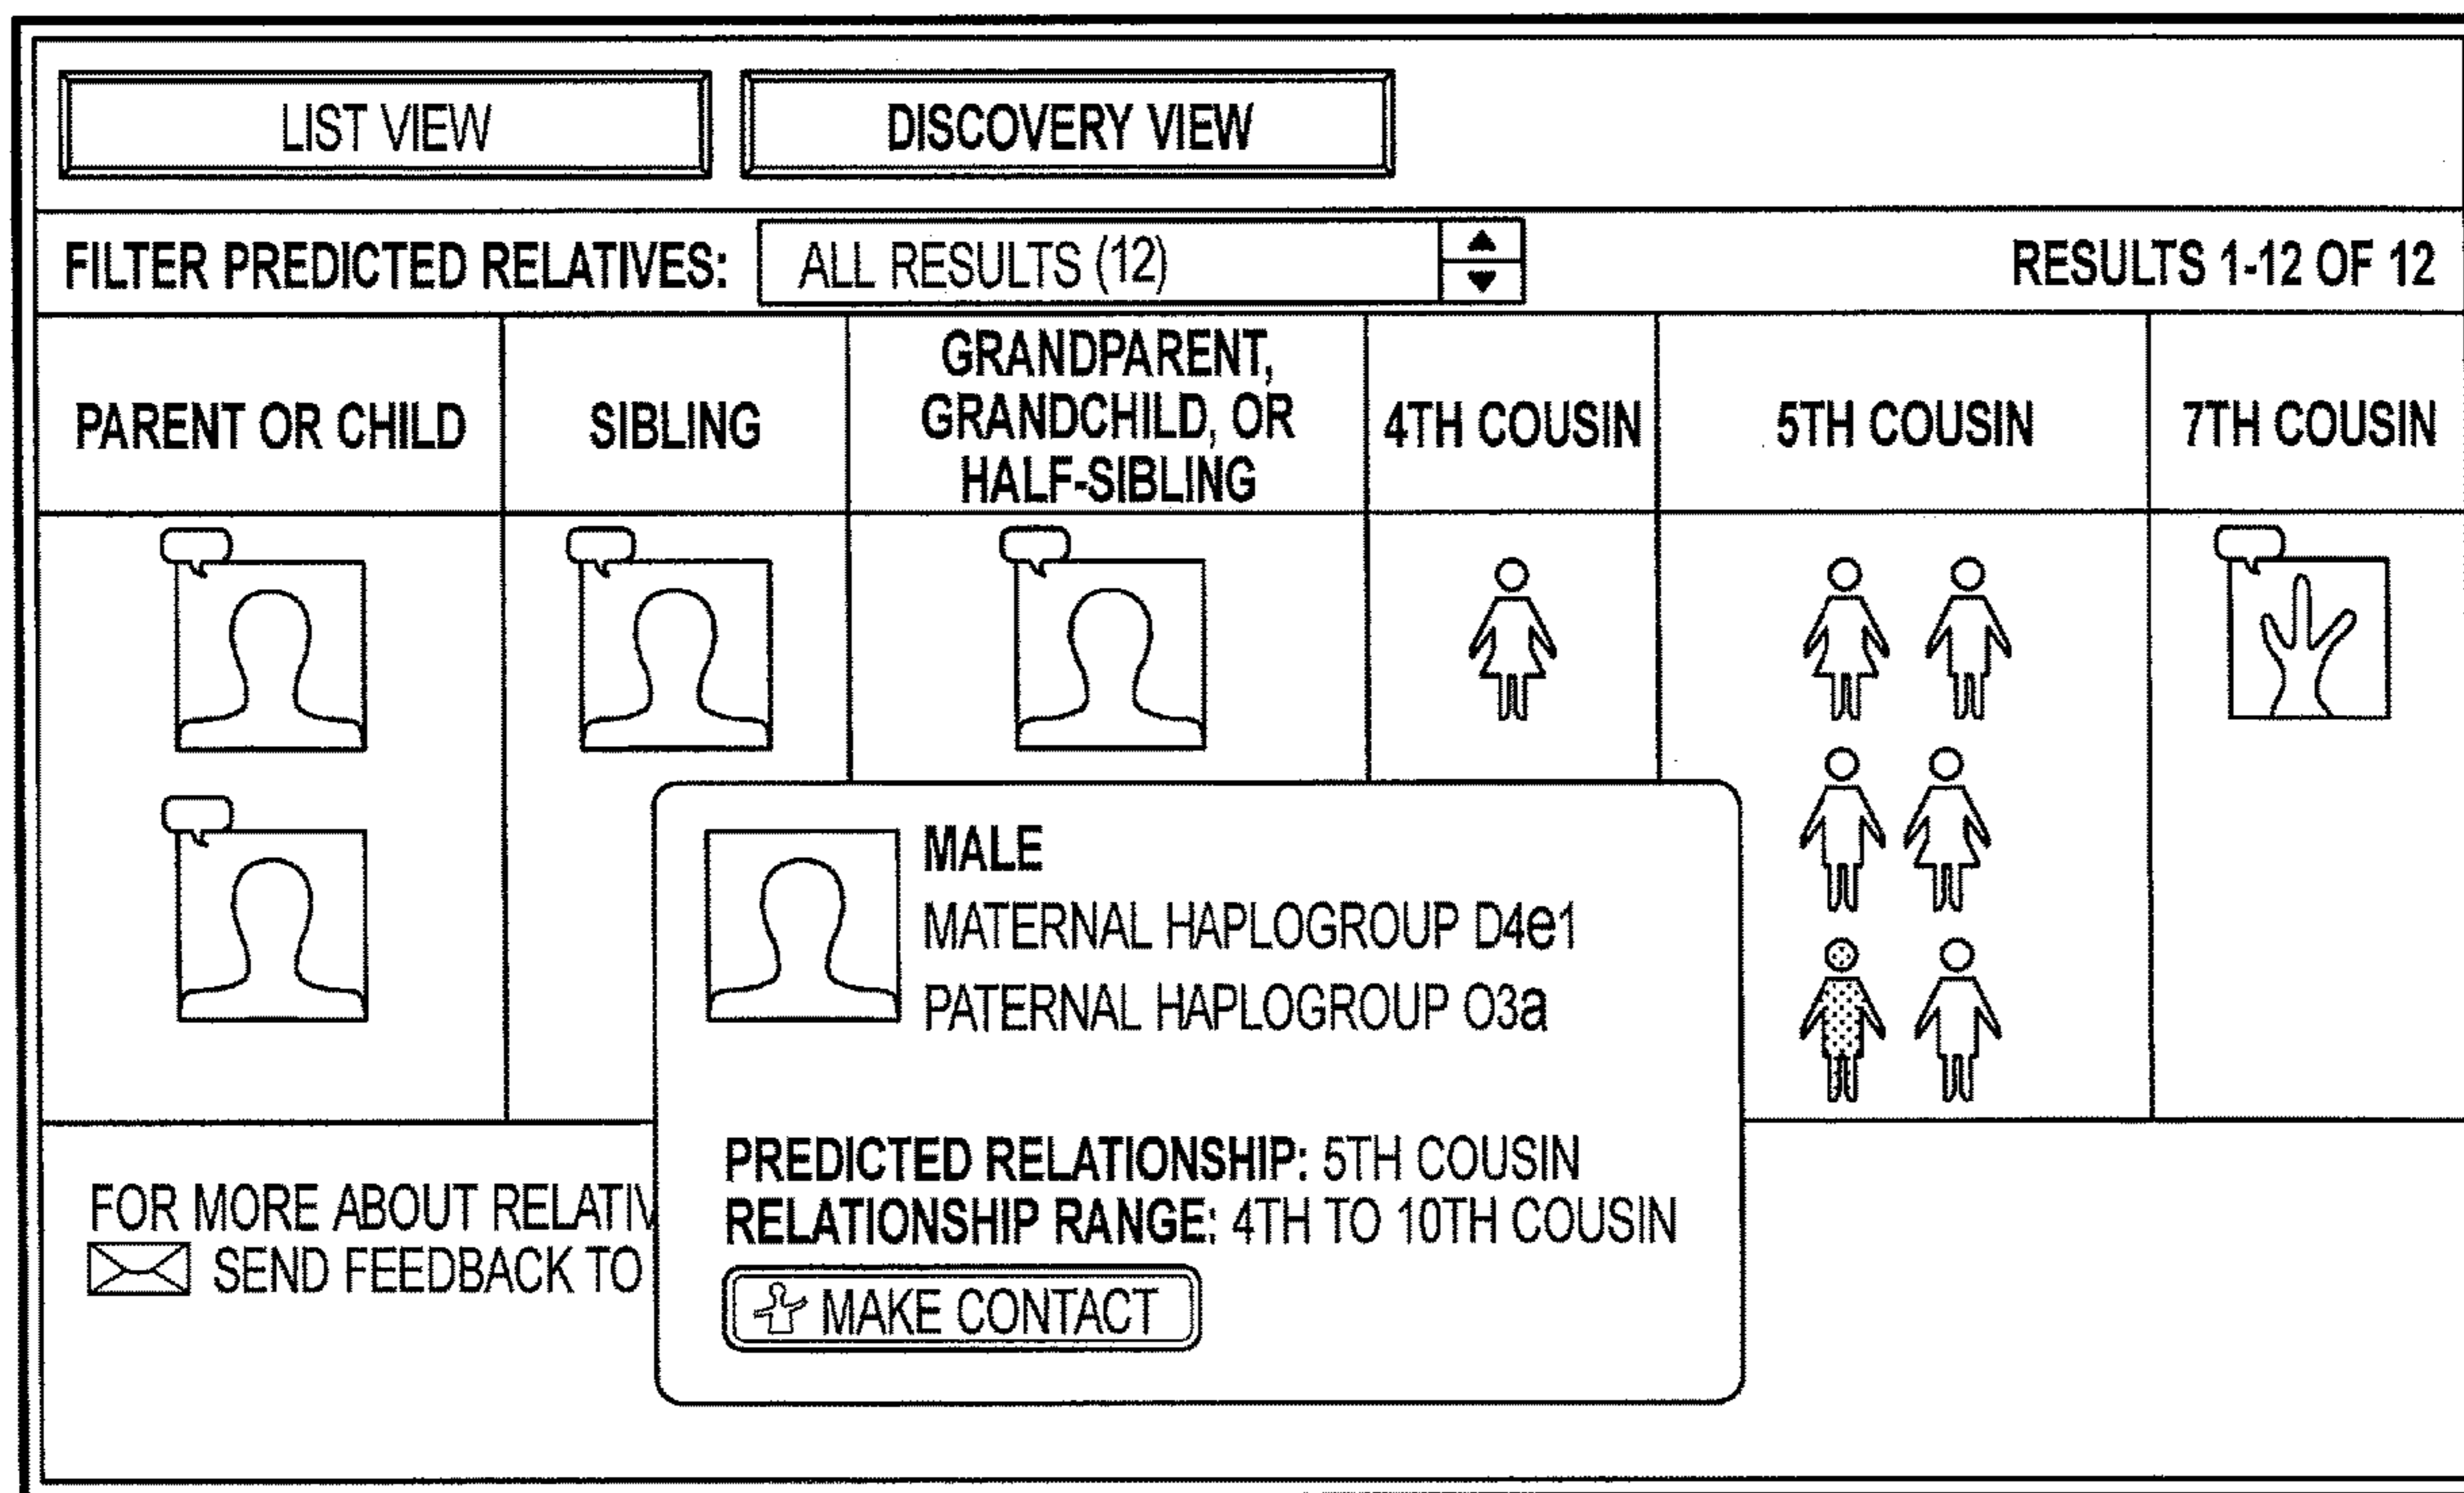 LIST VIEW
DISCOVERY VIEW
FILTER PREDICTED RELATIVES:
ALL RESULTS (12)
RESULTS 1-12 OF 12
PARENT OR CHILD
SIBLING
GRANDPARENT,
GRANDCHILD, OR
HALF-SIBLING
4TH COUSIN
5TH COUSIN
7TH COUSIN
MALE
MATERNAL HAPLOGROUP D4e1
PATERNAL HAPLOGROUP O3a
PREDICTED RELATIONSHIP: 5TH COUSIN
RELATIONSHIP RANGE: 4TH TO 10TH COUSIN
MAKE CONTACT
FOR MORE ABOUT RELATIV
SEND FEEDBACK TO